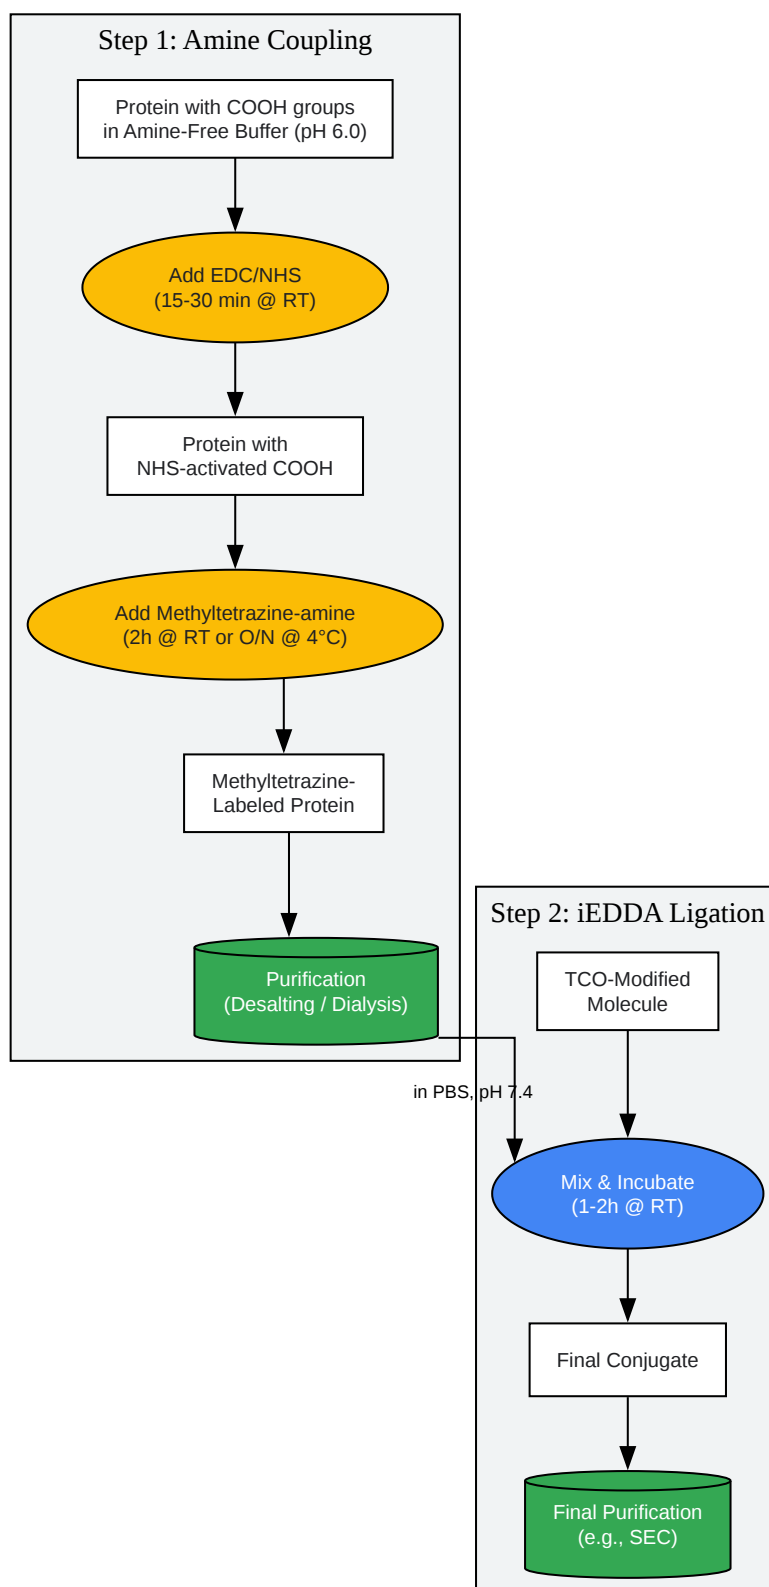 Step 1: Amine Coupling
Protein with COOH groups
in Amine-Free Buffer (pH 6.0)
Add EDC/NHS
(15-30 min @ RT)
Protein with
NHS-activated COOH
Add Methyltetrazine-amine
(2h @ RT or O/N @ 4°C)
Methyltetrazine-
Labeled Protein
Purification
(Desalting / Dialysis)
in PBS, pH 7.4
Step 2: iEDDA Ligation
TCO-Modified
Molecule
Mix & Incubate
(1-2h @ RT)
Final Conjugate
Final Purification
(e.g., SEC)